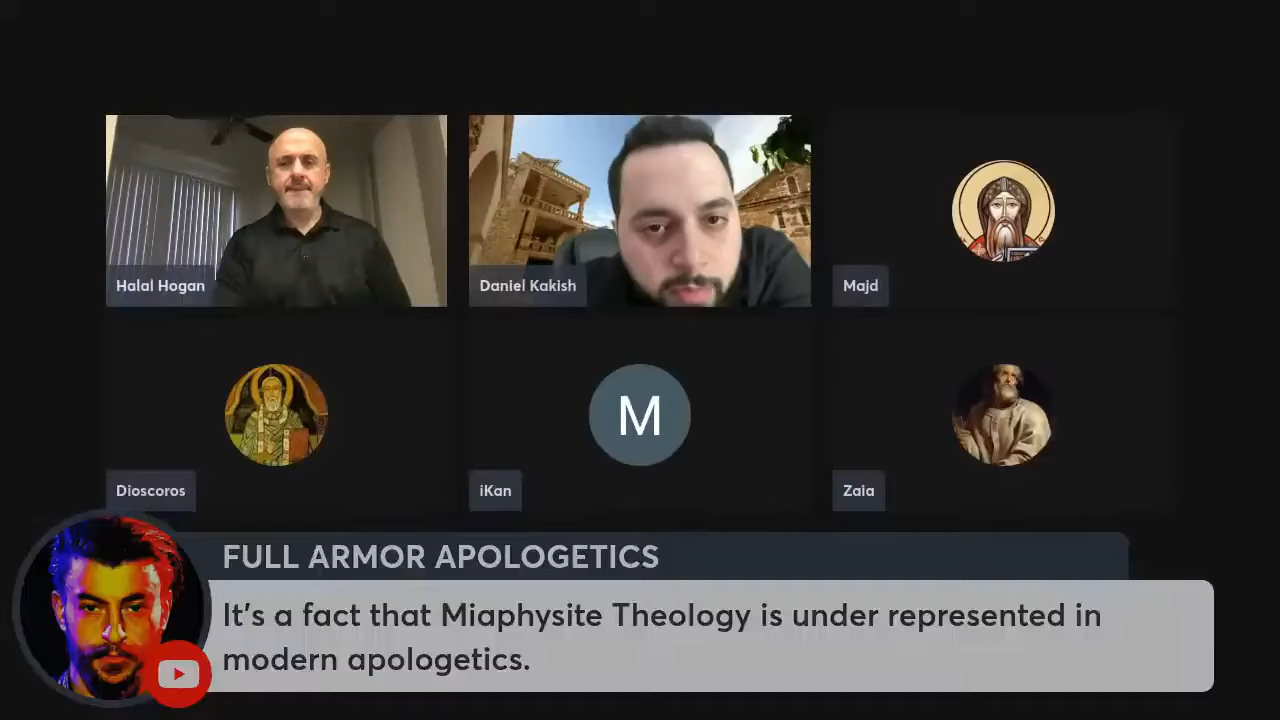 Halal Hogan
Daniel Kakish
Majd
Dioscoros
M
iKan
Zaia
FULL ARMOR APOLOGETICS
It's a fact that Miaphysite Theology is under represented in
modern apologetics.